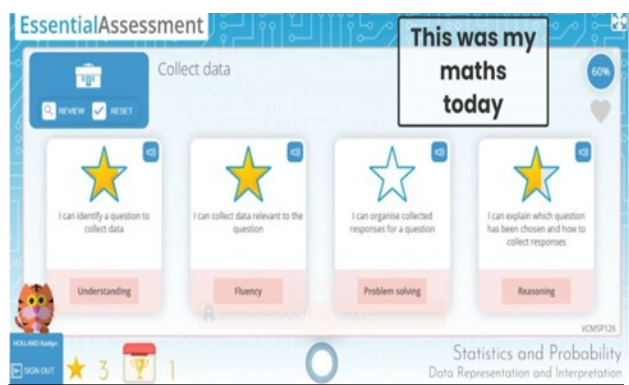 EssentialAssessment
This was my
maths
today
60%
Collect data
REVIEW
RESET
I can identify a question to
collect data
Understanding
I can collect data relevant to the
question
Fluency
I can organise collected
responses for a question
Problem solving
I can explain which question
has been chosen and how to
collect responses
Reasoning
VCMSP126
HOLLAND Kaitlyn
SIGN OUT
3
1
Statistics and Probability
Data Representation and Interpretation